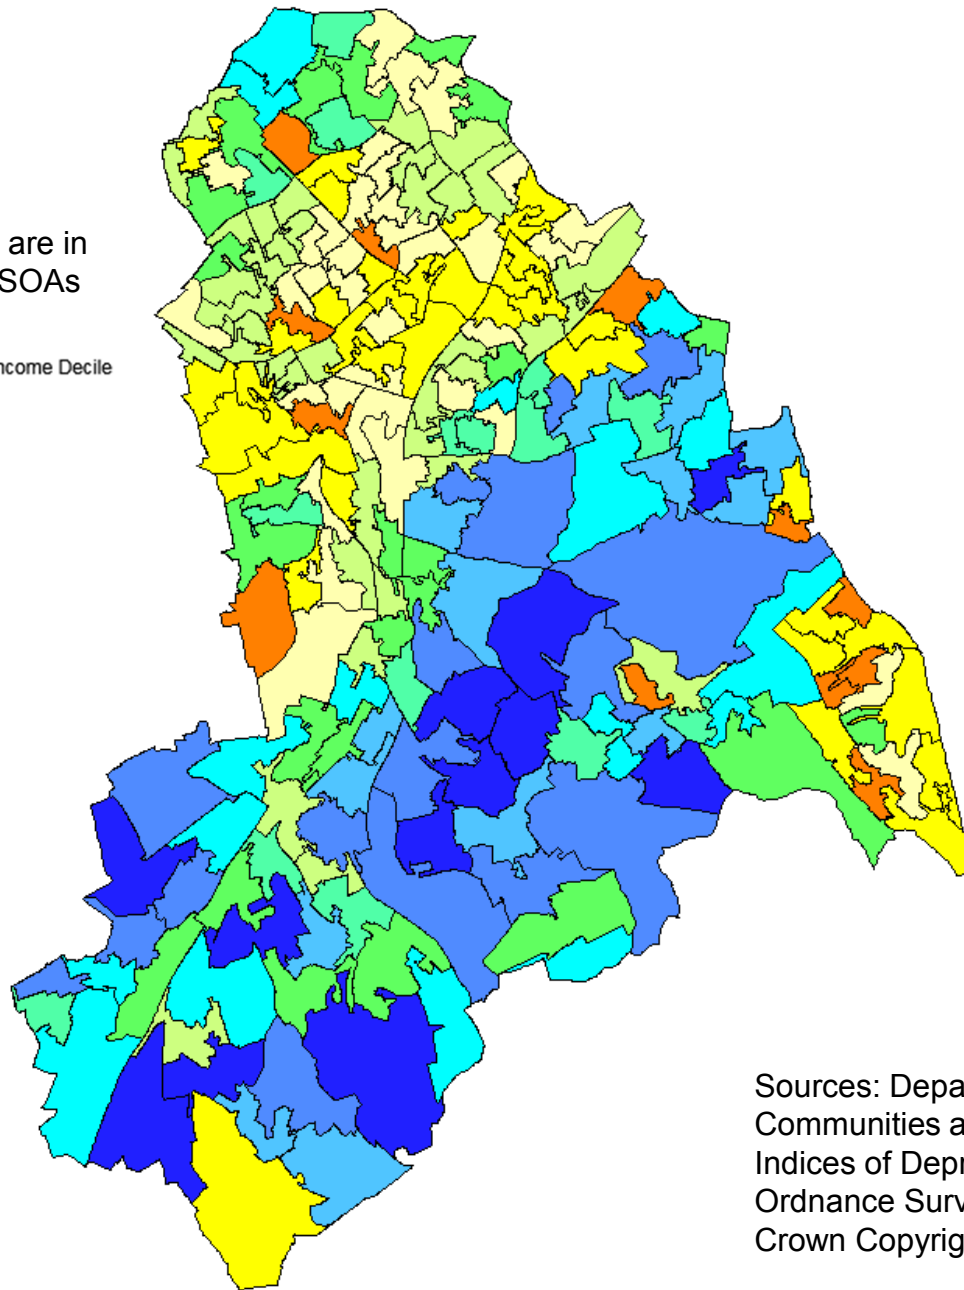 are in
SOAs
ncome Decile
Sources: Depa
Communities a
Indices of Depr
Ordnance Surv
Crown Copyrig